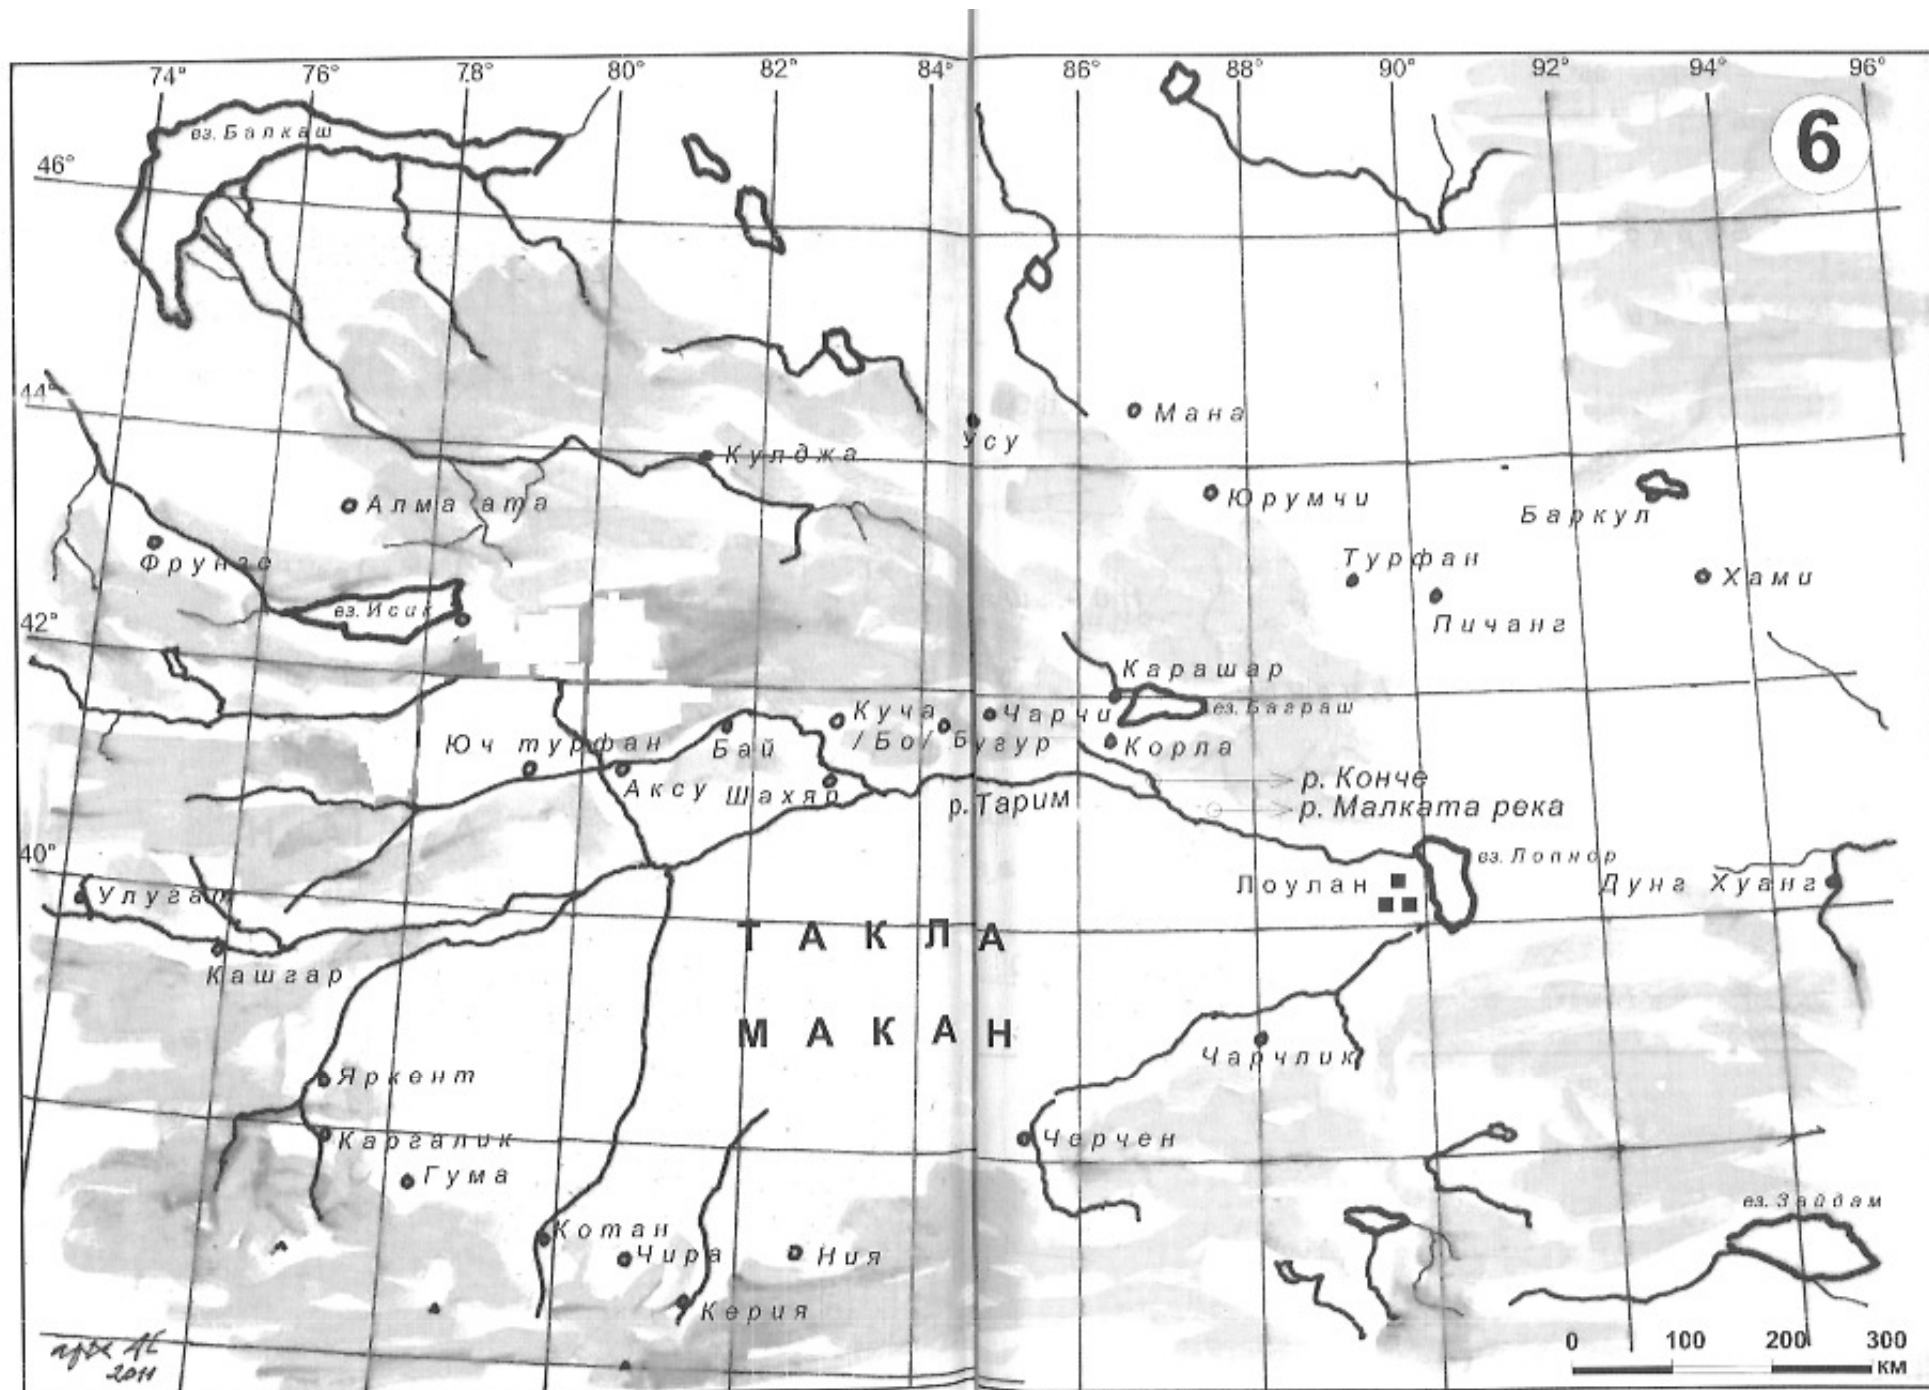 74° 76° 78° 80° 82° 84° 86° 88° 90° 92° 94° 96°
6
ез. Балкаш
46°
44°
Мана
Усу
Кулджа
Юрумчи
Алма ата
Баркул
Фрунзе
Турфан
Хами
ез. Исик
Пичанг
42°
Карашар
ез. Баграш
Куча
/Бо/
Чарчи
Бугур
Корла
Юч турфан
Бай
Аксу
Шахяр
р. Конче
р. Тарим
р. Малката река
40°
ез. Лопнор
Лоулан
Дунг Хуанг
Улугат
ТАКЛА
Кашгар
МАКАН
Чарчлик
Яркент
Каргалик
Черчен
Гума
ез. Зайдам
Котан
Чира
Ния
Керия
2011
0 100 200 300
КМ